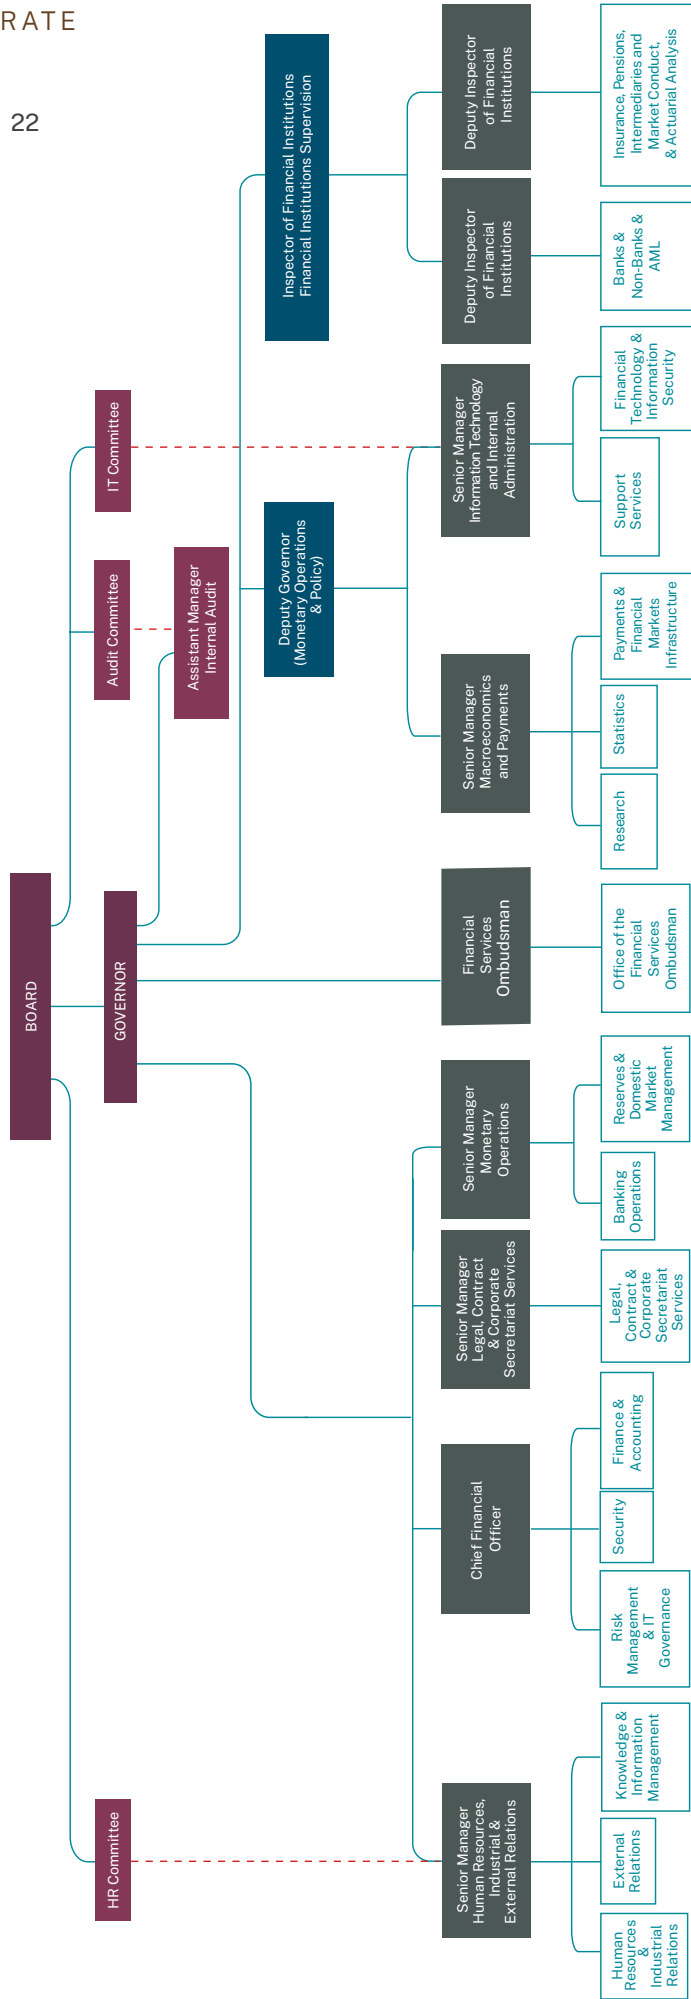 RATE
22
BOARD
GOVERNOR
HR Committee
Audit Committee
IT Committee
Assistant Manager
Internal Audit
Deputy Governor
(Monetary Operations
& Policy)
Inspector of Financial Institutions
Financial Institutions Supervision
Senior Manager
Human Resources,
Industrial &
External Relations
Chief Financial
Officer
Senior Manager
Legal, Contract
& Corporate
Secretariat Services
Senior Manager
Monetary
Operations
Financial
Services
Ombudsman
Senior Manager
Macroeconomics
and Payments
Senior Manager
Information Technology
and Internal
Administration
Deputy Inspector
of Financial
Institutions
Deputy Inspector
of Financial
Institutions
Human
Resources
&
Industrial
Relations
External
Relations
Knowledge &
Information
Management
Risk
Management
& IT
Governance
Security
Finance &
Accounting
Legal,
Contract &
Corporate
Secretariat
Services
Banking
Operations
Reserves &
Domestic
Market
Management
Office of the
Financial
Services
Ombudsman
Research
Statistics
Payments &
Financial
Markets
Infrastructure
Support
Services
Financial
Technology &
Information
Security
Banks &
Non-Banks &
AML
Insurance, Pensions,
Intermediaries and
Market Conduct,
& Actuarial Analysis